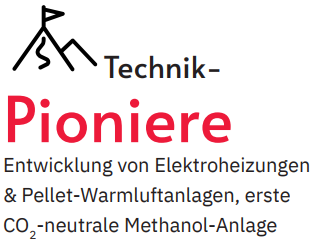 Technik-
Pioniere
Entwicklung von Elektroheizungen
& Pellet-Warmluftanlagen, erste
CO₂-neutrale Methanol-Anlage